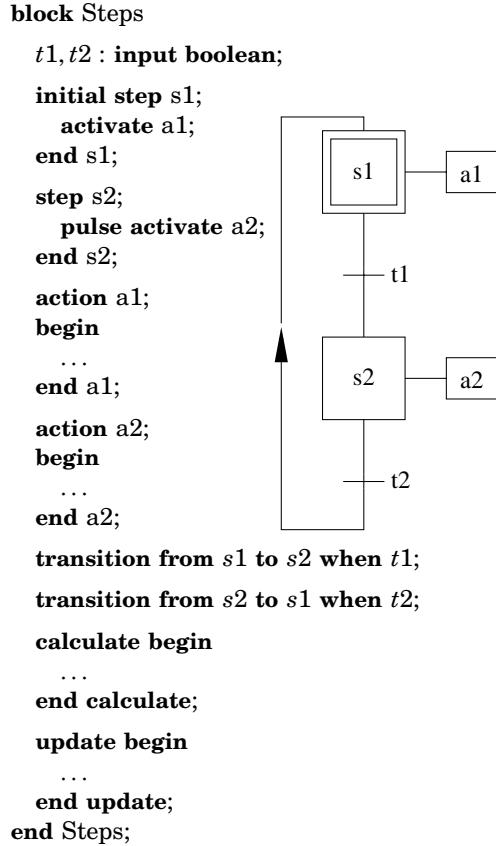 block Steps
t1, t2 : input boolean;
initial step s1;
activate a1;
end s1;
step s2;
pulse activate a2;
end s2;
action a1;
begin
...
end a1;
action a2;
begin
...
end a2;
transition from s1 to s2 when t1;
transition from s2 to s1 when t2;
calculate begin
...
end calculate;
update begin
...
end update;
end Steps;
s1
a1
t1
s2
a2
t2